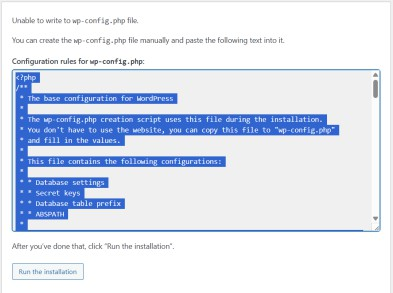 Unable to write to wp-config.php file.
You can create the wp-config.php file manually and paste the following text into it.
Configuration rules for wp-config.php:
<?php
/**
 * The base configuration for WordPress
 *
 * The wp-config.php creation script uses this file during the installation.
 * You don't have to use the website, you can copy this file to "wp-config.php"
 * and fill in the values.
 *
 * This file contains the following configurations:
 *
 * * Database settings
 * * Secret keys
 * * Database table prefix
 * * ABSPATH
 *
After you've done that, click "Run the installation".
Run the installation